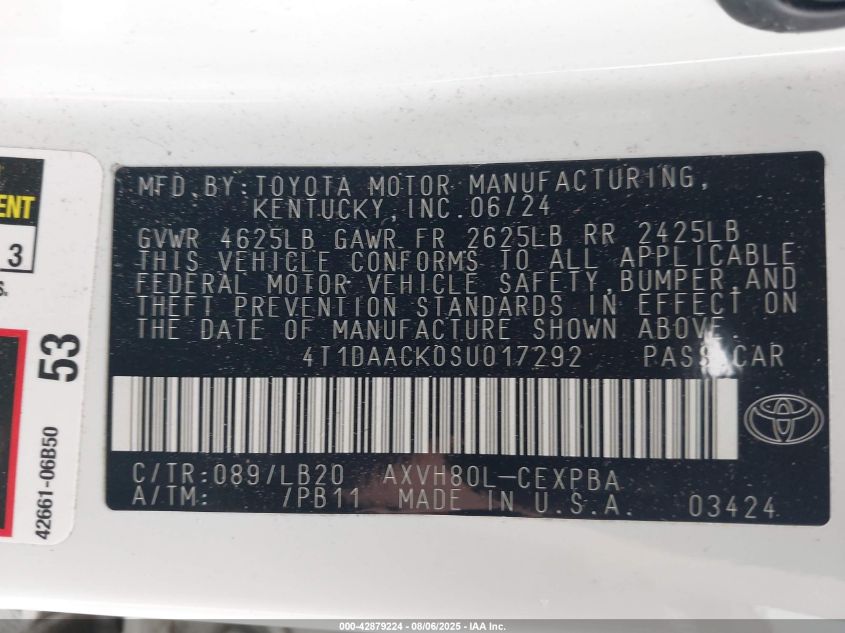 ENT
3
S.
53
42661-06B50
MFD.BY:TOYOTA MOTOR MANUFACTURING,
KENTUCKY,INC.06/24
GVWR 4625LB GAWR FR 2625LB RR 2425LB
THIS VEHICLE CONFORMS TO ALL APPLICABLE
FEDERAL MOTOR VEHICLE SAFETY,BUMPER,AND
THEFT PREVENTION STANDARDS IN EFFECT ON
THE DATE OF MANUFACTURE SHOWN ABOVE.
4T1DAACK0SU017292 PASS.CAR
C/TR:089/LB20 AXVH80L-CEXPBA
A/TM: /PB11 MADE IN U.S.A. 03424
000-42879224 - 08/06/2025 - IAA Inc.